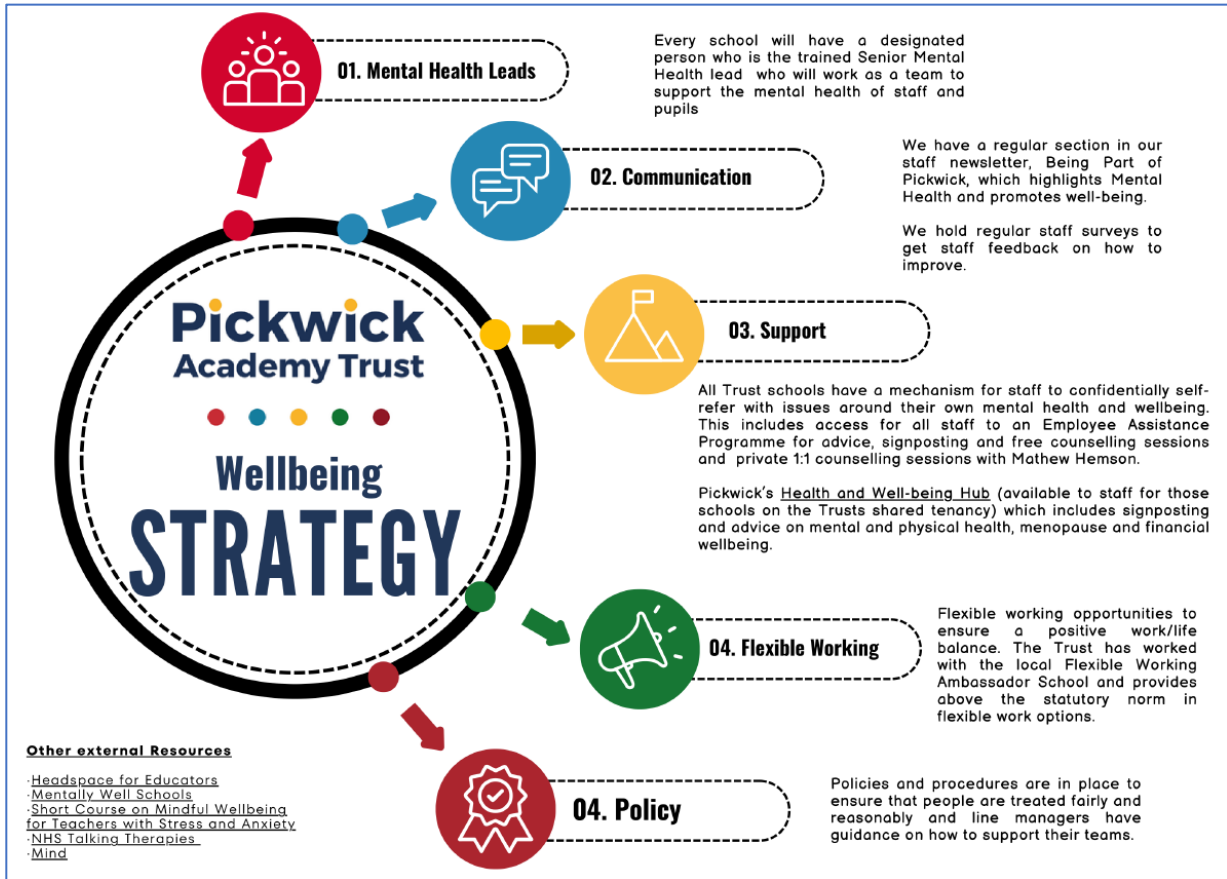 01. Mental Health Leads
Every school will have a designated
person who is the trained Senior Mental
Health lead who will work as a team to
support the mental health of staff and
pupils
02. Communication
We have a regular section in our
staff newsletter, Being Part of
Pickwick, which highlights Mental
Health and promotes well-being.
We hold regular staff surveys to
get staff feedback on how to
improve.
Pickwick
Academy Trust
Wellbeing
STRATEGY
03. Support
All Trust schools have a mechanism for staff to confidentially self-
refer with issues around their own mental health and wellbeing.
This includes access for all staff to an Employee Assistance
Programme for advice, signposting and free counselling sessions
and private 1:1 counselling sessions with Mathew Hemson.
Pickwick's Health and Well-being Hub (available to staff for those
schools on the Trusts shared tenancy) which includes signposting
and advice on mental and physical health, menopause and financial
wellbeing.
04. Flexible Working
Flexible working opportunities to
ensure a positive work/life
balance. The Trust has worked
with the local Flexible Working
Ambassador School and provides
above the statutory norm in
flexible work options.
04. Policy
Policies and procedures are in place to
ensure that people are treated fairly and
reasonably and line managers have
guidance on how to support their teams.
Other external Resources
·Headspace for Educators
·Mentally Well Schools
·Short Course on Mindful Wellbeing
for Teachers with Stress and Anxiety
·NHS Talking Therapies
·Mind